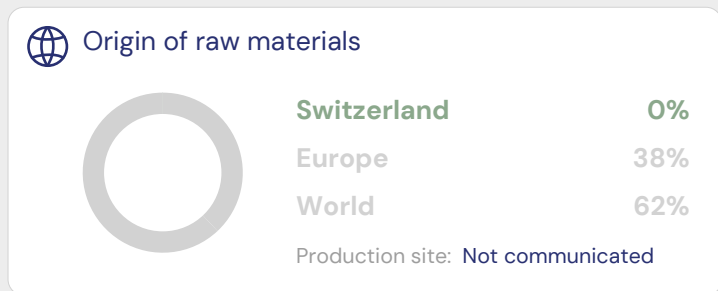 Origin of raw materials
Switzerland 0%
Europe 38%
World 62%
Production site: Not communicated